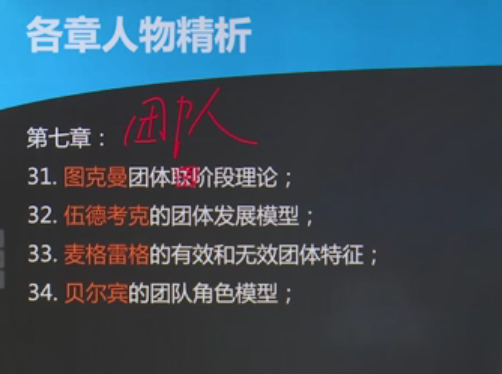 各章人物精析
第七章：团队
31. 图克曼团体阶段理论；
32. 伍德考克的团体发展模型；
33. 麦格雷格的有效和无效团体特征；
34. 贝尔宾的团队角色模型；